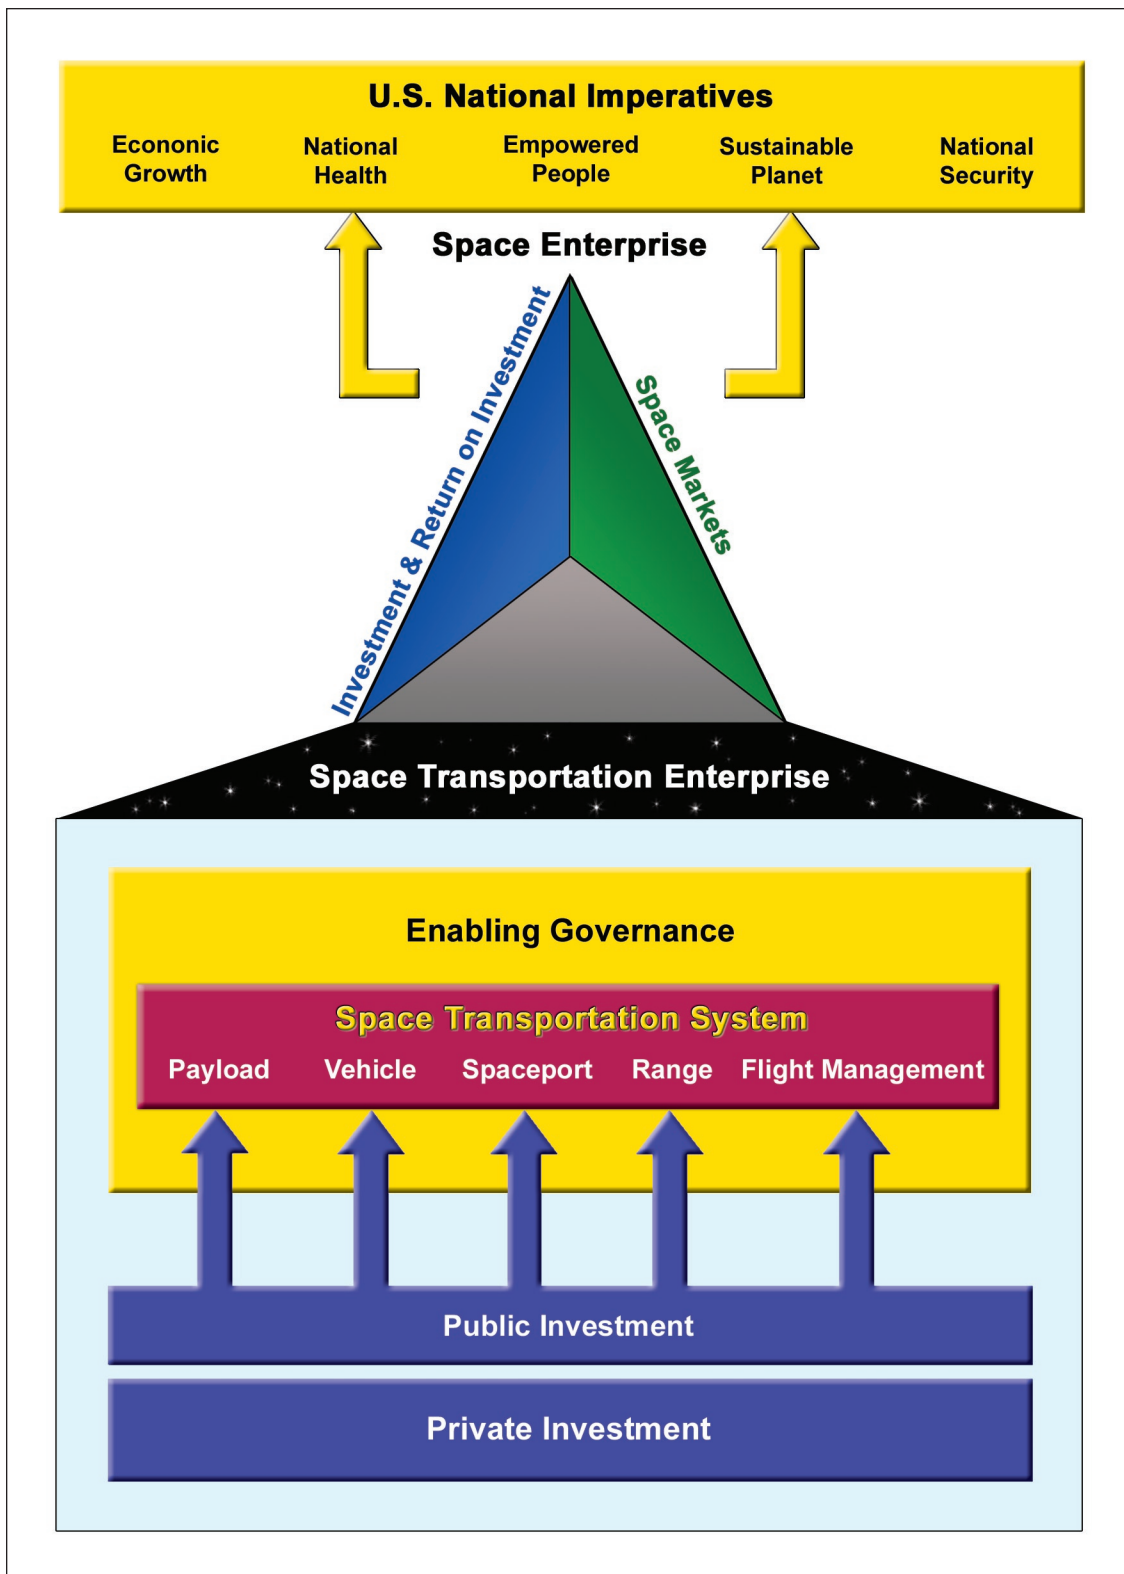 U.S. National Imperatives
Econonic
Growth
National
Health
Empowered
People
Sustainable
Planet
National
Security
Space Enterprise
Investment & Return on Investment
Space Markets
Space Transportation Enterprise
Enabling Governance
Space Transportation System
Payload
Vehicle
Spaceport
Range
Flight Management
Public Investment
Private Investment